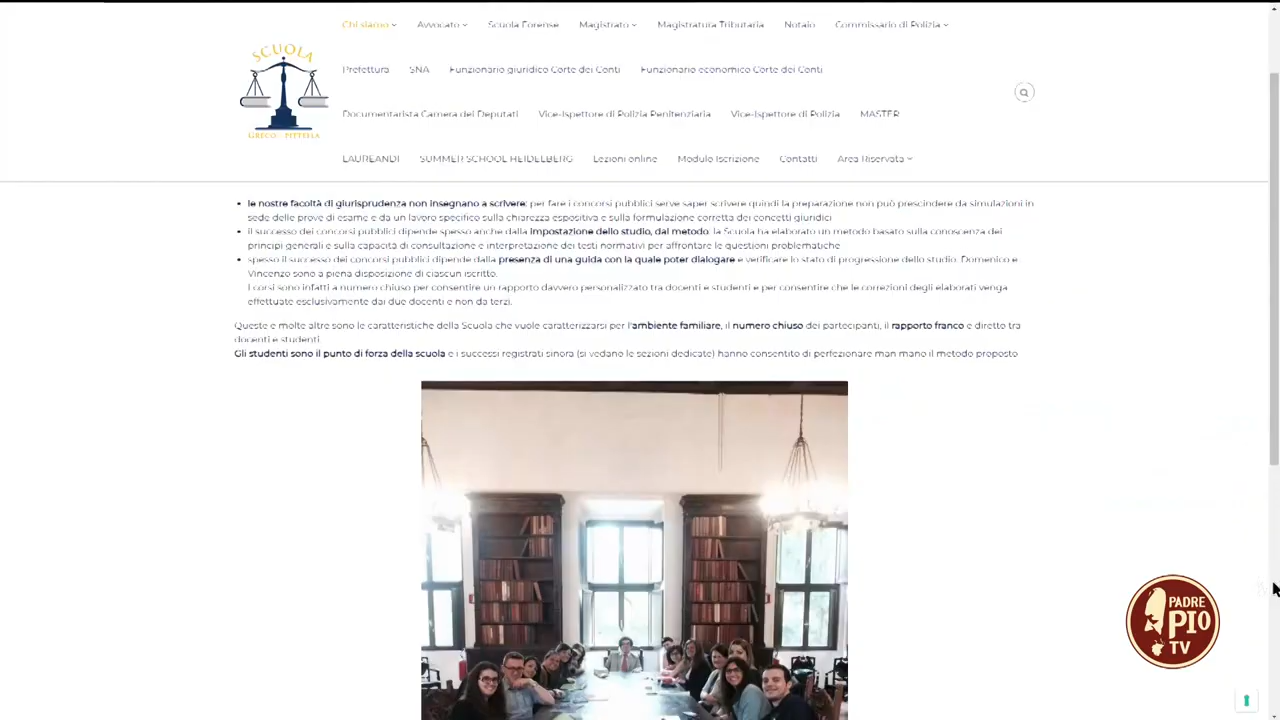 Chi siamo Avvocato Scuola Forense Magistrato Magistratura Tributaria Notaio Commissario di Polizia
SCUOLA
GRECO - PITTELLA
Prefettura SNA Funzionario giuridico Corte dei Conti Funzionario economico Corte dei Conti
Documentarista Camera dei Deputati Vice-Ispettore di Polizia Penitenziaria Vice-Ispettore di Polizia MASTER
LAUREANDI SUMMER SCHOOL HEIDELBERG Lezioni online Modulo Iscrizione Contatti Area Riservata
• le nostre facoltà di giurisprudenza non insegnano a scrivere: per fare i concorsi pubblici serve saper scrivere quindi la preparazione non può prescindere da simulazioni in
sede delle prove di esame e da un lavoro specifico sulla chiarezza espositiva e sulla formulazione corretta dei concetti giuridici
• il successo dei concorsi pubblici dipende spesso anche dalla impostazione dello studio, dal metodo: la Scuola ha elaborato un metodo basato sulla conoscenza dei
principi generali e sulla capacità di consultazione e interpretazione dei testi normativi per affrontare le questioni problematiche
• spesso il successo dei concorsi pubblici dipende dalla presenza di una guida con la quale poter dialogare e verificare lo stato di progressione dello studio. Domenico e
Vincenzo sono a piena disposizione di ciascun iscritto.
I corsi sono infatti a numero chiuso per consentire un rapporto davvero personalizzato tra docenti e studenti e per consentire che le correzioni degli elaborati venga
effettuate esclusivamente dai due docenti e non da terzi.
Queste e molte altre sono le caratteristiche della Scuola che vuole caratterizzarsi per l'ambiente familiare, il numero chiuso dei partecipanti, il rapporto franco e diretto tra
docenti e studenti.
Gli studenti sono il punto di forza della scuola e i successi registrati sinora (si vedano le sezioni dedicate) hanno consentito di perfezionare man mano il metodo proposto
PADRE
PIO
TV